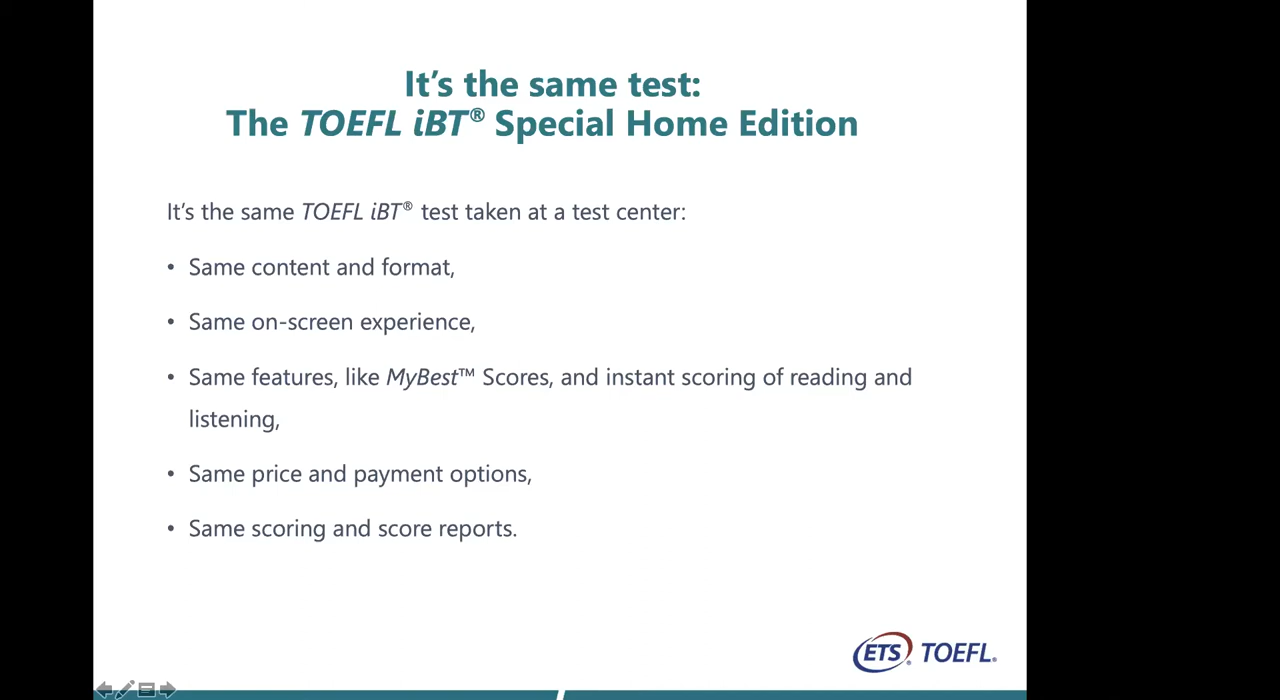 It’s the same test:
The TOEFL iBT® Special Home Edition
It’s the same TOEFL iBT® test taken at a test center:
• Same content and format,
• Same on-screen experience,
• Same features, like MyBest™ Scores, and instant scoring of reading and
listening,
• Same price and payment options,
• Same scoring and score reports.
ETS® TOEFL®